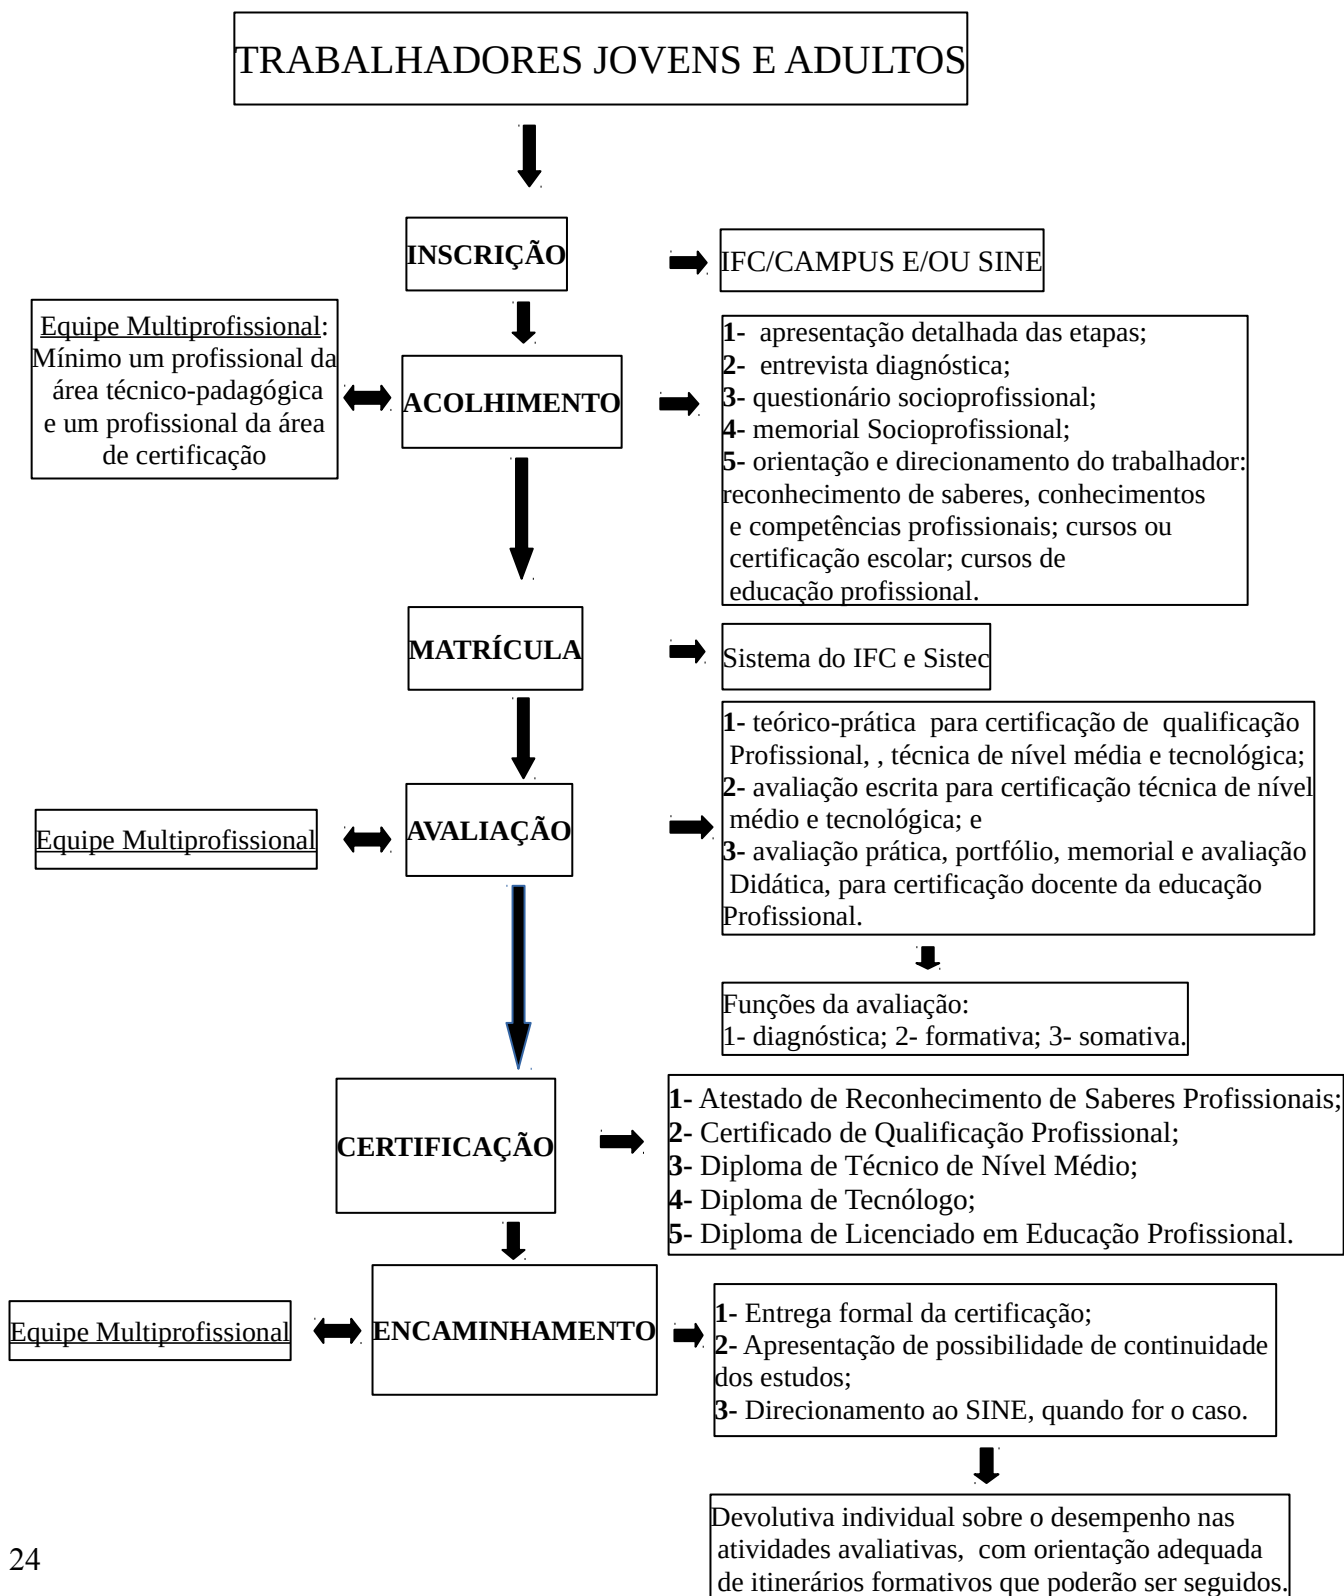 TRABALHADORES JOVENS E ADULTOS
INSCRIÇÃO
IFC/CAMPUS E/OU SINE
Equipe Multiprofissional:
Mínimo um profissional da
área técnico-padagógica
e um profissional da área
de certificação
ACOLHIMENTO
1- apresentação detalhada das etapas;
2- entrevista diagnóstica;
3- questionário socioprofissional;
4- memorial Socioprofissional;
5- orientação e direcionamento do trabalhador:
reconhecimento de saberes, conhecimentos
e competências profissionais; cursos ou
certificação escolar; cursos de
educação profissional.
MATRÍCULA
Sistema do IFC e Sistec
Equipe Multiprofissional
AVALIAÇÃO
1- teórico-prática para certificação de qualificação
Profissional, , técnica de nível média e tecnológica;
2- avaliação escrita para certificação técnica de nível
médio e tecnológica; e
3- avaliação prática, portfólio, memorial e avaliação
Didática, para certificação docente da educação
Profissional.
Funções da avaliação:
1- diagnóstica; 2- formativa; 3- somativa.
CERTIFICAÇÃO
1- Atestado de Reconhecimento de Saberes Profissionais;
2- Certificado de Qualificação Profissional;
3- Diploma de Técnico de Nível Médio;
4- Diploma de Tecnólogo;
5- Diploma de Licenciado em Educação Profissional.
Equipe Multiprofissional
ENCAMINHAMENTO
1- Entrega formal da certificação;
2- Apresentação de possibilidade de continuidade
dos estudos;
3- Direcionamento ao SINE, quando for o caso.
Devolutiva individual sobre o desempenho nas
atividades avaliativas, com orientação adequada
de itinerários formativos que poderão ser seguidos.
24